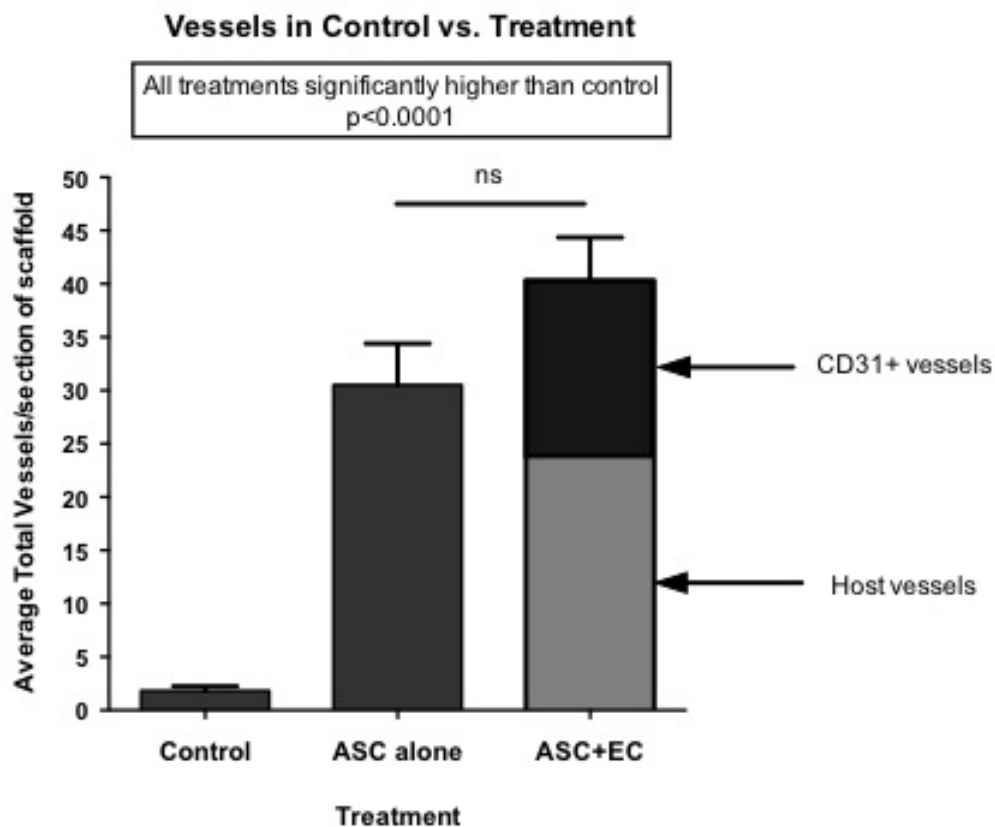 Vessels in Control vs. Treatment
All treatments significantly higher than control
p<0.0001
ns
Average Total Vessels/section of scaffold
50
45
40
35
30
25
20
15
10
5
0
CD31+ vessels
Host vessels
Control
ASC alone
ASC+EC
Treatment